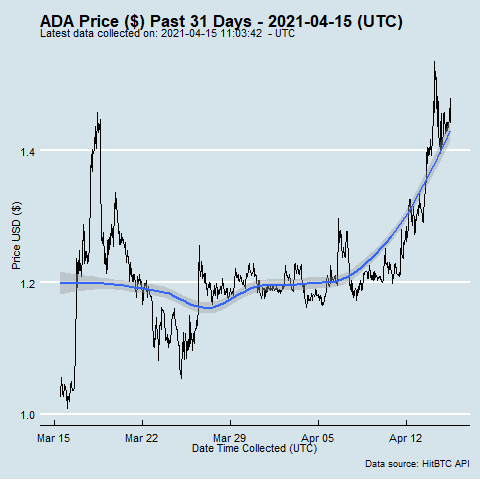 ADA Price ($) Past 31 Days - 2021-04-15 (UTC)
Latest data collected on: 2021-04-15 11:03:42 - UTC
Price USD ($)
1.4
1.2
1.0
Mar 15 Mar 22 Mar 29 Apr 05 Apr 12
Date Time Collected (UTC)
Data source: HitBTC API